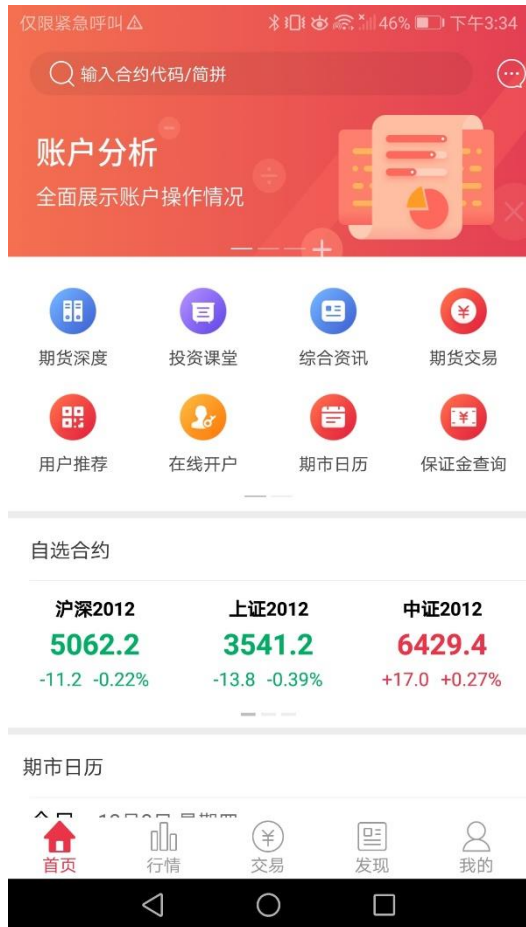 仅限紧急呼叫 46% 下午3:34
输入合约代码/简拼
账户分析
全面展示账户操作情况
期货深度 投资课堂 综合资讯 期货交易
用户推荐 在线开户 期市日历 保证金查询
自选合约
沪深2012 上证2012 中证2012
5062.2 3541.2 6429.4
-11.2 -0.22% -13.8 -0.39% +17.0 +0.27%
期市日历
首页 行情 交易 发现 我的